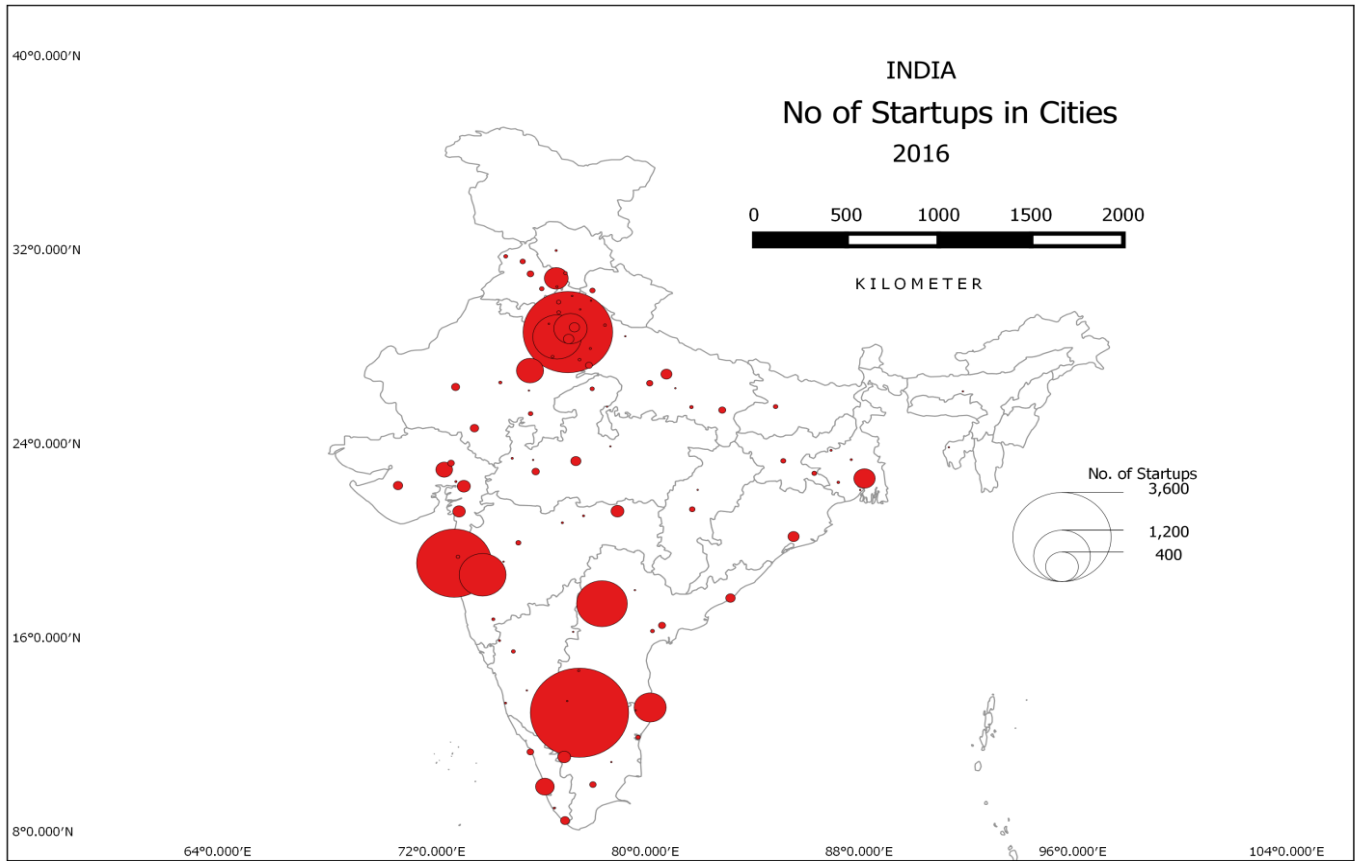 40°0.000′N
INDIA
No of Startups in Cities
2016
0 500 1000 1500 2000
32°0.000′N
KILOMETER
24°0.000′N
No. of Startups
3,600
1,200
400
16°0.000′N
8°0.000′N
64°0.000′E 72°0.000′E 80°0.000′E 88°0.000′E 96°0.000′E 104°0.000′E